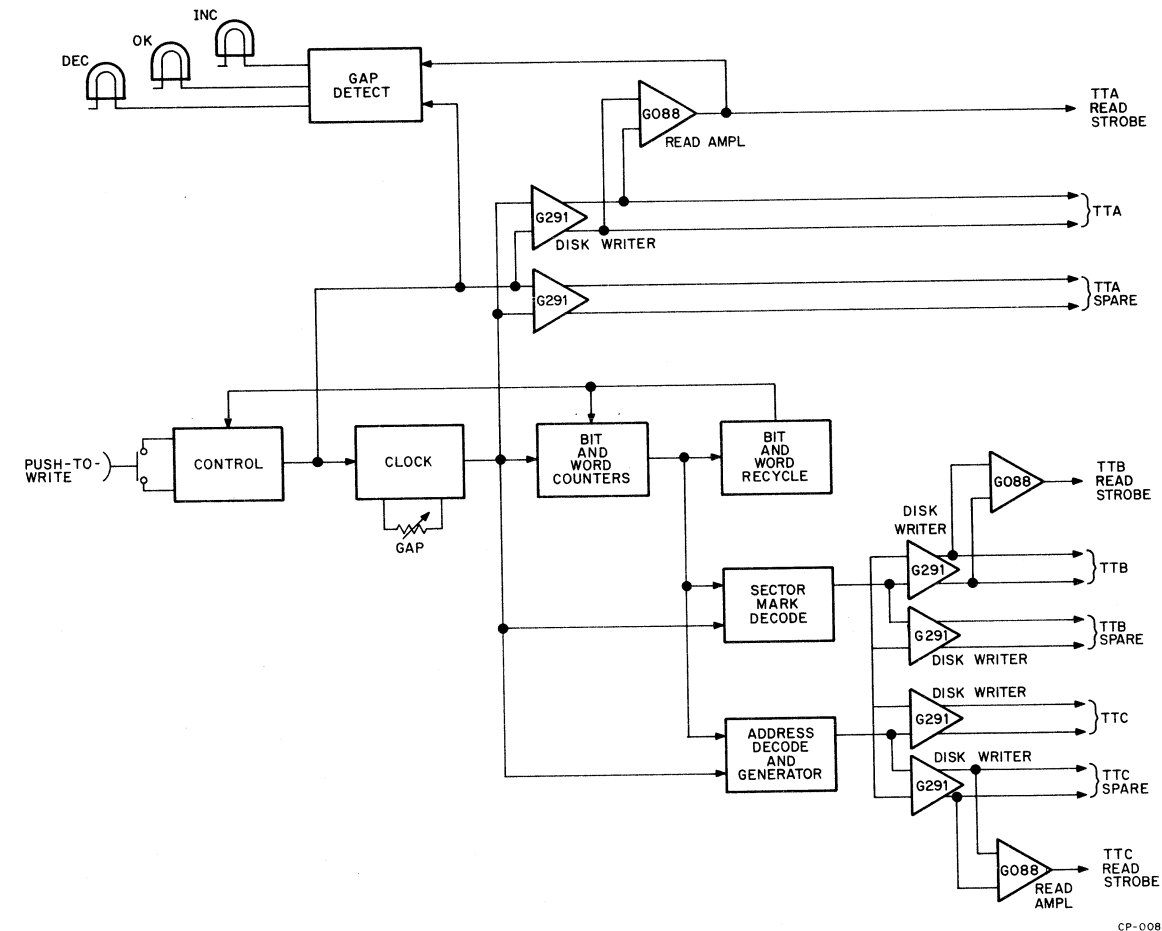 INC
OK
DEC
GAP
DETECT
GO88
READ AMPL
TTA
READ
STROBE
G291
DISK WRITER
TTA
G291
TTA
SPARE
PUSH-TO-
WRITE
CONTROL
CLOCK
GAP
BIT
AND
WORD
COUNTERS
BIT
AND
WORD
RECYCLE
GO88
TTB
READ
STROBE
DISK
WRITER
G291
TTB
SECTOR
MARK
DECODE
G291
DISK WRITER
TTB
SPARE
DISK WRITER
G291
TTC
ADDRESS
DECODE
AND
GENERATOR
DISK WRITER
G291
TTC
SPARE
GO88
READ
AMPL
TTC
READ
STROBE
CP-008